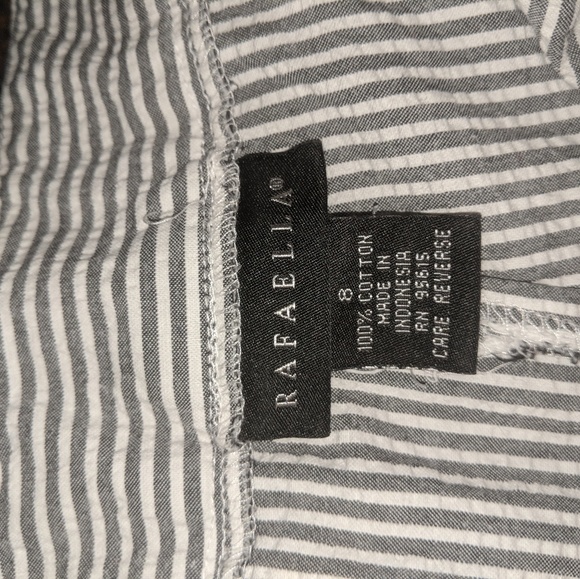 RAFAELLA®
8
100% COTTON
MADE IN
INDONESIA
RN 95615
CARE REVERSE